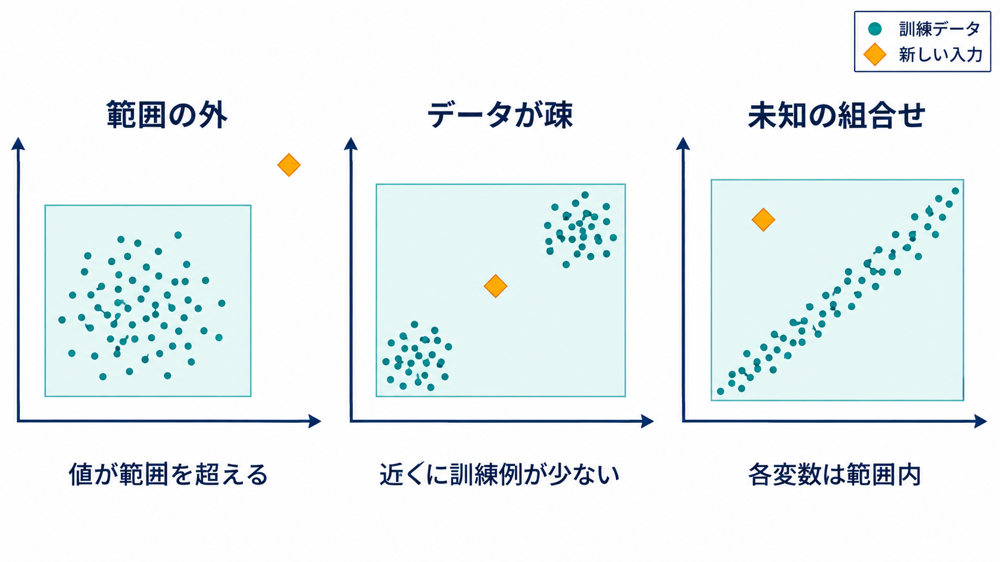 訓練データ
新しい入力
範囲の外
データが疎
未知の組合せ
値が範囲を超える
近くに訓練例が少ない
各変数は範囲内